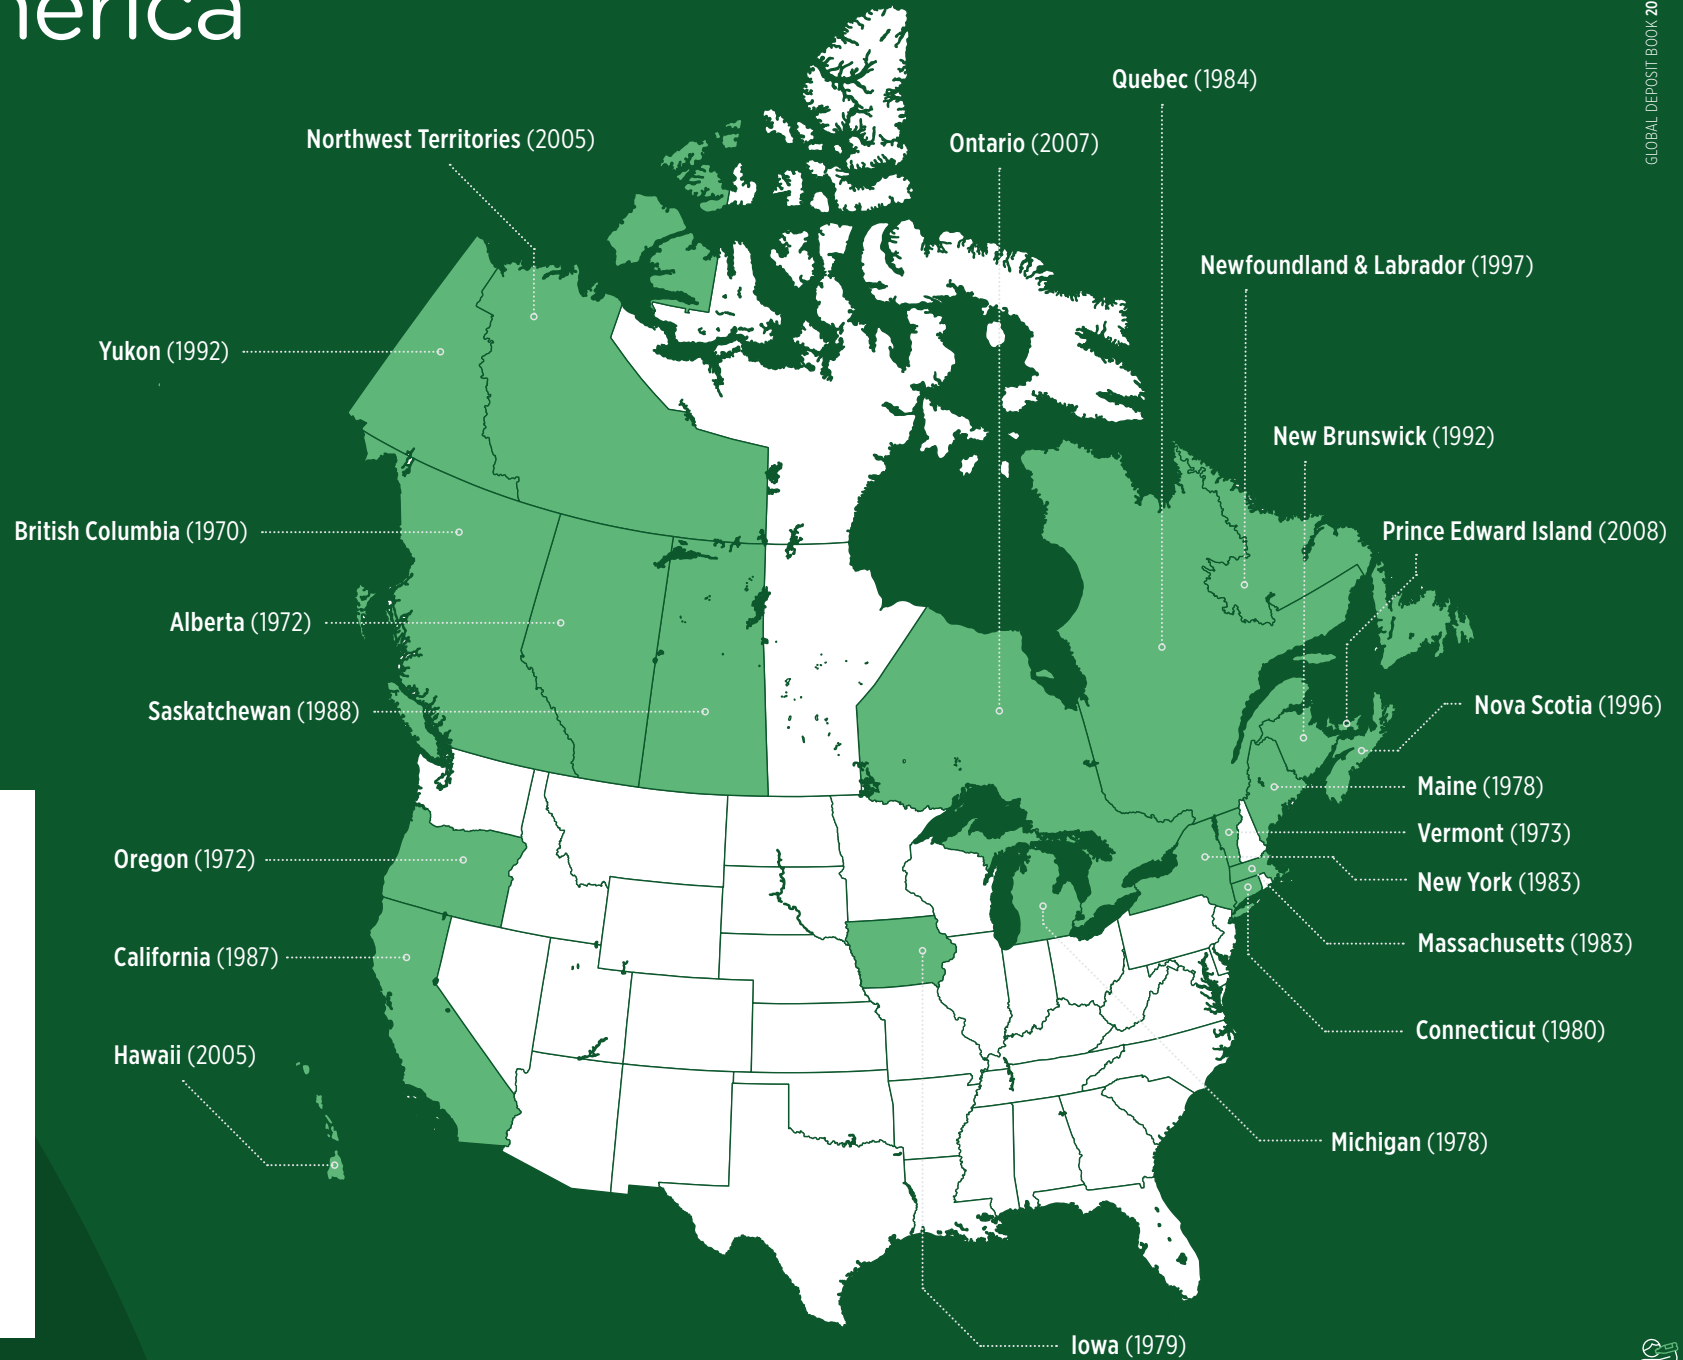 nerica
GLOBAL DEPOSIT BOOK 20
Quebec (1984)
Northwest Territories (2005)
Ontario (2007)
Newfoundland & Labrador (1997)
Yukon (1992)
New Brunswick (1992)
British Columbia (1970)
Prince Edward Island (2008)
Alberta (1972)
Saskatchewan (1988)
Nova Scotia (1996)
Maine (1978)
Vermont (1973)
Oregon (1972)
New York (1983)
Massachusetts (1983)
California (1987)
Connecticut (1980)
Hawaii (2005)
Michigan (1978)
Iowa (1979)